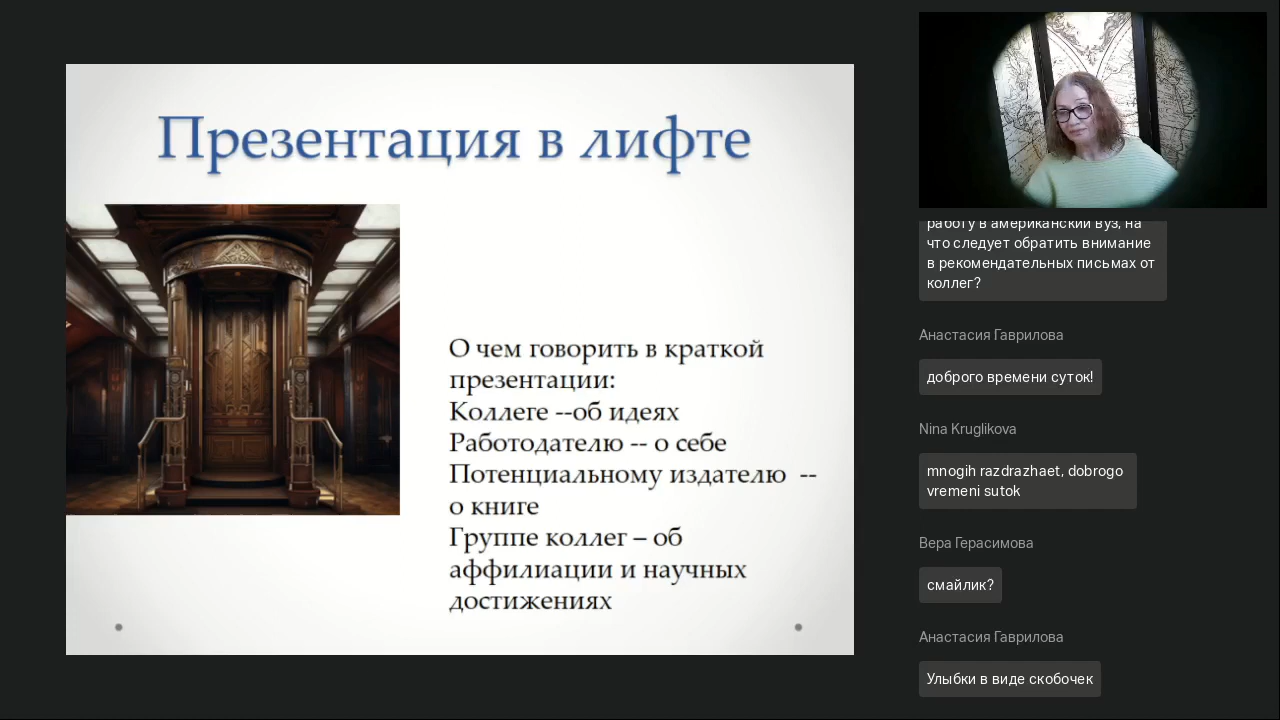 Презентация в лифте
О чем говорить в краткой
презентации:
Коллеге --об идеях
Работодателю -- о себе
Потенциальному издателю --
о книге
Группе коллег – об
аффилиации и научных
достижениях
работу в американский вуз, на
что следует обратить внимание
в рекомендательных письмах от
коллег?
Анастасия Гаврилова
доброго времени суток!
Nina Kruglikova
mnogih razdrazhaet, dobrogo
vremeni sutok
Вера Герасимова
смайлик?
Анастасия Гаврилова
Улыбки в виде скобочек